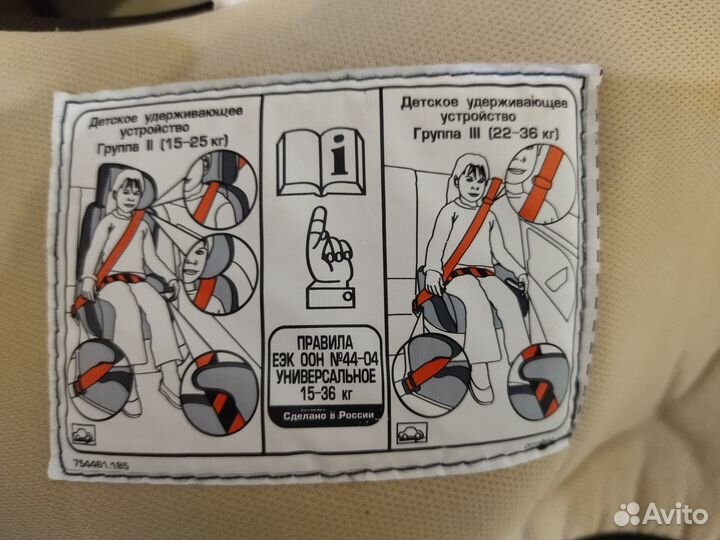 Детское удерживающее
устройство
Группа II (15-25 кг)
i
ПРАВИЛА
ЕЭК ООН №44-04
УНИВЕРСАЛЬНОЕ
15-36 кг
Сделано в России
Детское удерживающее
устройство
Группа III (22-36 кг)
754461.185
Avito